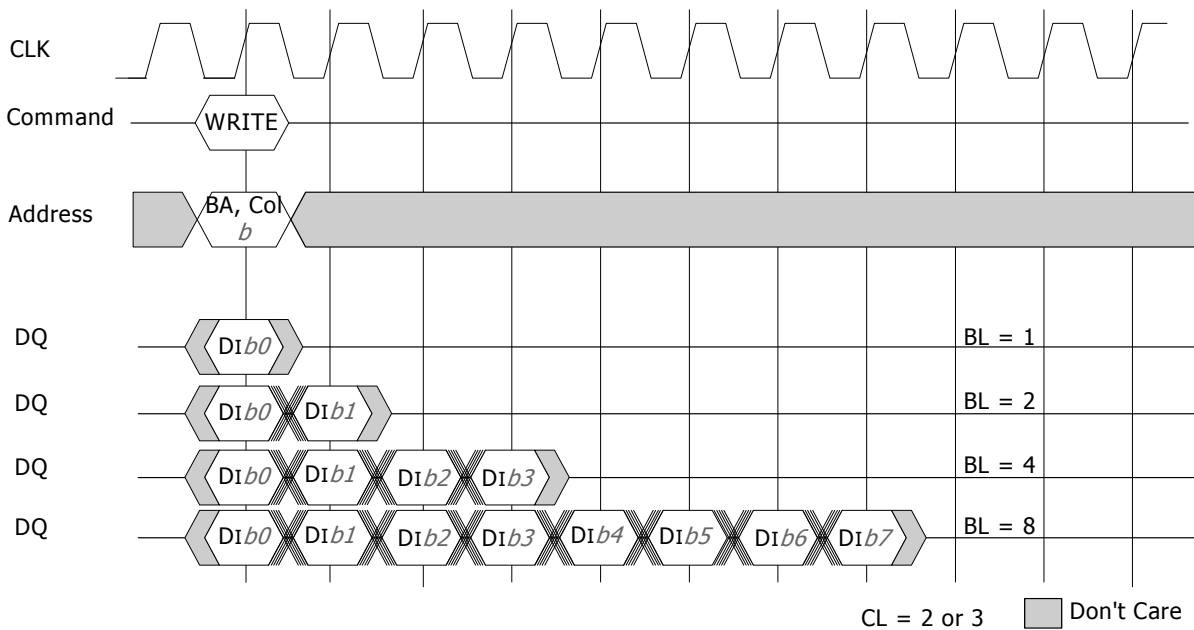 CLK
Command WRITE
Address BA, Col
b
DQ DIb0 BL = 1
DQ DIb0 DIb1 BL = 2
DQ DIb0 DIb1 DIb2 DIb3 BL = 4
DQ DIb0 DIb1 DIb2 DIb3 DIb4 DIb5 DIb6 DIb7 BL = 8
CL = 2 or 3 Don't Care